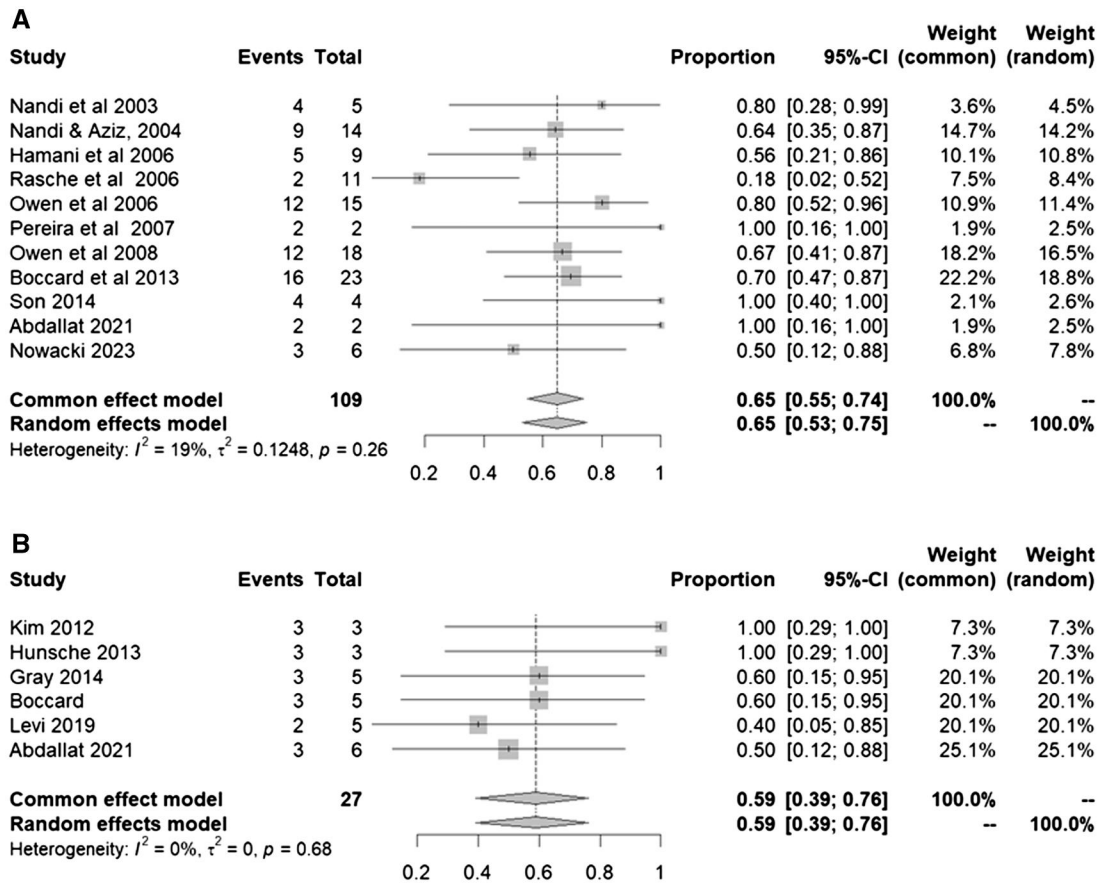 A
Weight Weight
Study Events Total Proportion 95%-CI (common) (random)
Nandi et al 2003 4 5 0.80 [0.28; 0.99] 3.6% 4.5%
Nandi & Aziz, 2004 9 14 0.64 [0.35; 0.87] 14.7% 14.2%
Hamani et al 2006 5 9 0.56 [0.21; 0.86] 10.1% 10.8%
Rasche et al 2006 2 11 0.18 [0.02; 0.52] 7.5% 8.4%
Owen et al 2006 12 15 0.80 [0.52; 0.96] 10.9% 11.4%
Pereira et al 2007 2 2 1.00 [0.16; 1.00] 1.9% 2.5%
Owen et al 2008 12 18 0.67 [0.41; 0.87] 18.2% 16.5%
Boccard et al 2013 16 23 0.70 [0.47; 0.87] 22.2% 18.8%
Son 2014 4 4 1.00 [0.40; 1.00] 2.1% 2.6%
Abdallat 2021 2 2 1.00 [0.16; 1.00] 1.9% 2.5%
Nowacki 2023 3 6 0.50 [0.12; 0.88] 6.8% 7.8%
Common effect model 109 0.65 [0.55; 0.74] 100.0% --
Random effects model 0.65 [0.53; 0.75] -- 100.0%
Heterogeneity: I² = 19%, τ² = 0.1248, p = 0.26
0.2 0.4 0.6 0.8 1
B
Weight Weight
Study Events Total Proportion 95%-CI (common) (random)
Kim 2012 3 3 1.00 [0.29; 1.00] 7.3% 7.3%
Hunsche 2013 3 3 1.00 [0.29; 1.00] 7.3% 7.3%
Gray 2014 3 5 0.60 [0.15; 0.95] 20.1% 20.1%
Boccard 3 5 0.60 [0.15; 0.95] 20.1% 20.1%
Levi 2019 2 5 0.40 [0.05; 0.85] 20.1% 20.1%
Abdallat 2021 3 6 0.50 [0.12; 0.88] 25.1% 25.1%
Common effect model 27 0.59 [0.39; 0.76] 100.0% --
Random effects model 0.59 [0.39; 0.76] -- 100.0%
Heterogeneity: I² = 0%, τ² = 0, p = 0.68
0.2 0.4 0.6 0.8 1